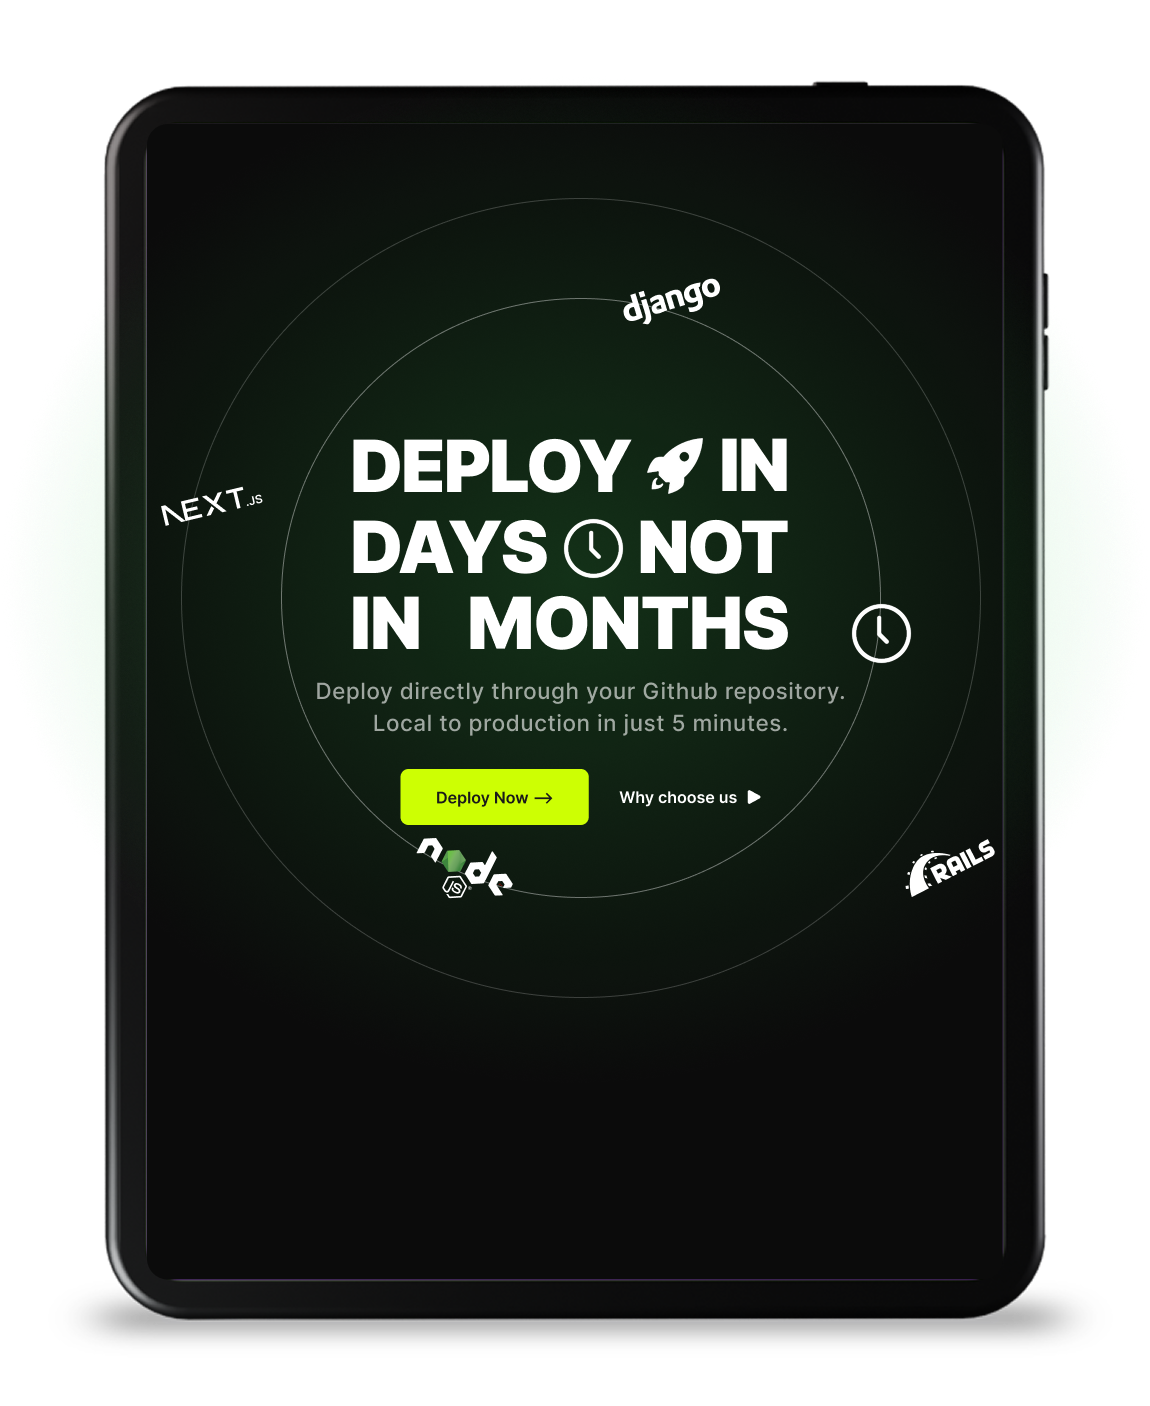 django
DEPLOY IN
NEXT.JS
DAYS NOT
IN MONTHS
Deploy directly through your Github repository.
Local to production in just 5 minutes.
Deploy Now →
Why choose us
node
JS
RAILS